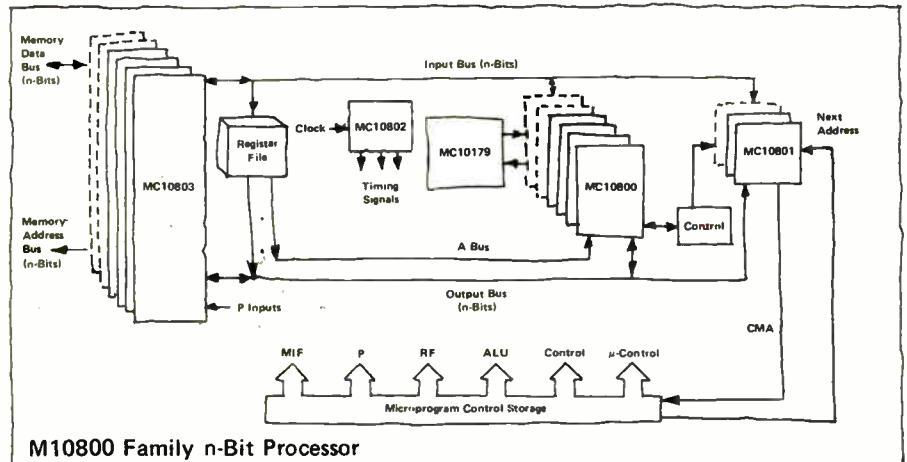 Memory
Data
Bus
(n-Bits)
Input Bus (n-Bits)
MC10803
Register
File
Clock
MC10802
Timing
Signals
MC10179
MC10800
MC10801
Next
Address
Control
Memory-
Address
Bus
(n-Bits)
A Bus
Output Bus
(n-Bits)
P Inputs
CMA
MIF P RF ALU Control μ-Control
Microprogram Control Storage
M10800 Family n-Bit Processor